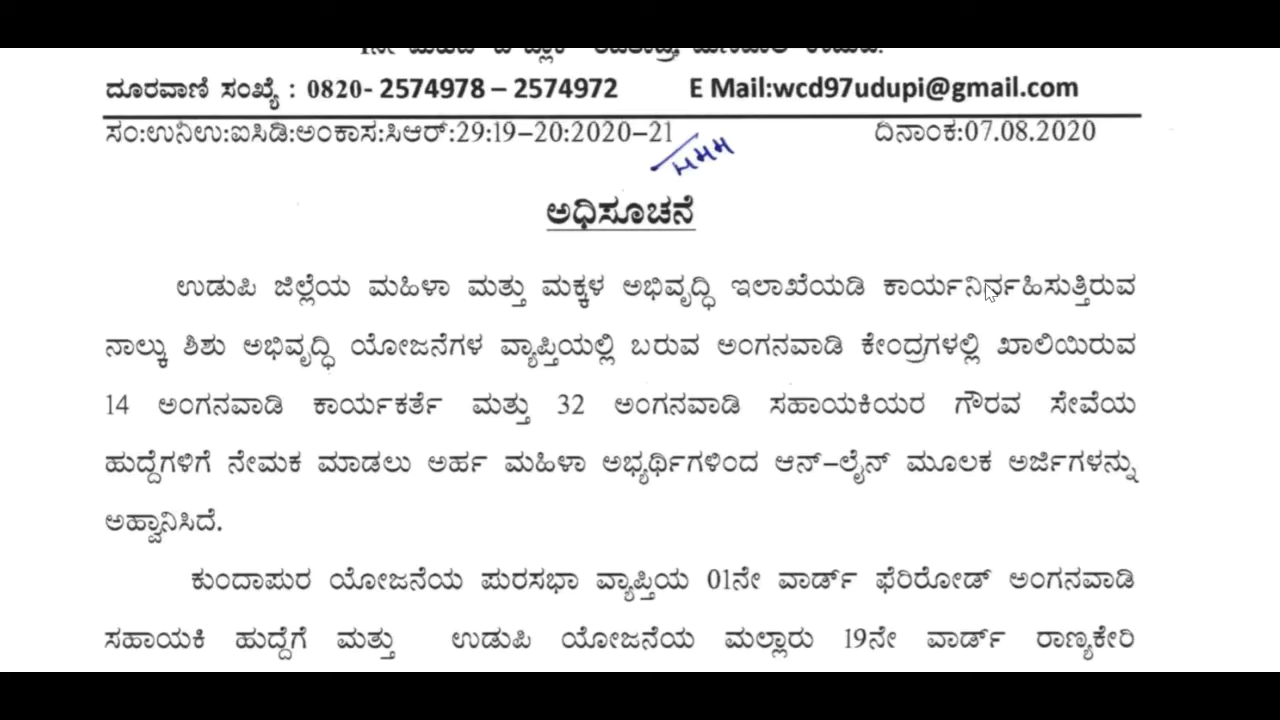 ದೂರವಾಣಿ ಸಂಖ್ಯೆ : 0820- 2574978 – 2574972 E Mail:wcd97udupi@gmail.com
ಸಂ:ಉನಿಉ:ಐಸಿಡಿ:ಅಂಕಾಸ:ಸಿಆರ್:29:19–20:2020–21 ದಿನಾಂಕ:07.08.2020
ಅಧಿಸೂಚನೆ
ಉಡುಪಿ ಜಿಲ್ಲೆಯ ಮಹಿಳಾ ಮತ್ತು ಮಕ್ಕಳ ಅಭಿವೃದ್ಧಿ ಇಲಾಖೆಯಡಿ ಕಾರ್ಯನಿರ್ವಹಿಸುತ್ತಿರುವ
ನಾಲ್ಕು ಶಿಶು ಅಭಿವೃದ್ಧಿ ಯೋಜನೆಗಳ ವ್ಯಾಪ್ತಿಯಲ್ಲಿ ಬರುವ ಅಂಗನವಾಡಿ ಕೇಂದ್ರಗಳಲ್ಲಿ ಖಾಲಿಯಿರುವ
14 ಅಂಗನವಾಡಿ ಕಾರ್ಯಕರ್ತೆ ಮತ್ತು 32 ಅಂಗನವಾಡಿ ಸಹಾಯಕಿಯರ ಗೌರವ ಸೇವೆಯ
ಹುದ್ದೆಗಳಿಗೆ ನೇಮಕ ಮಾಡಲು ಅರ್ಹ ಮಹಿಳಾ ಅಭ್ಯರ್ಥಿಗಳಿಂದ ಆನ್–ಲೈನ್ ಮೂಲಕ ಅರ್ಜಿಗಳನ್ನು
ಅಹ್ವಾನಿಸಿದೆ.
ಕುಂದಾಪುರ ಯೋಜನೆಯ ಪುರಸಭಾ ವ್ಯಾಪ್ತಿಯ 01ನೇ ವಾರ್ಡ್ ಫೆರಿರೋಡ್ ಅಂಗನವಾಡಿ
ಸಹಾಯಕಿ ಹುದ್ದೆಗೆ ಮತ್ತು ಉಡುಪಿ ಯೋಜನೆಯ ಮಲ್ಲಾರು 19ನೇ ವಾರ್ಡ್ ರಾಣ್ಯಕೇರಿ